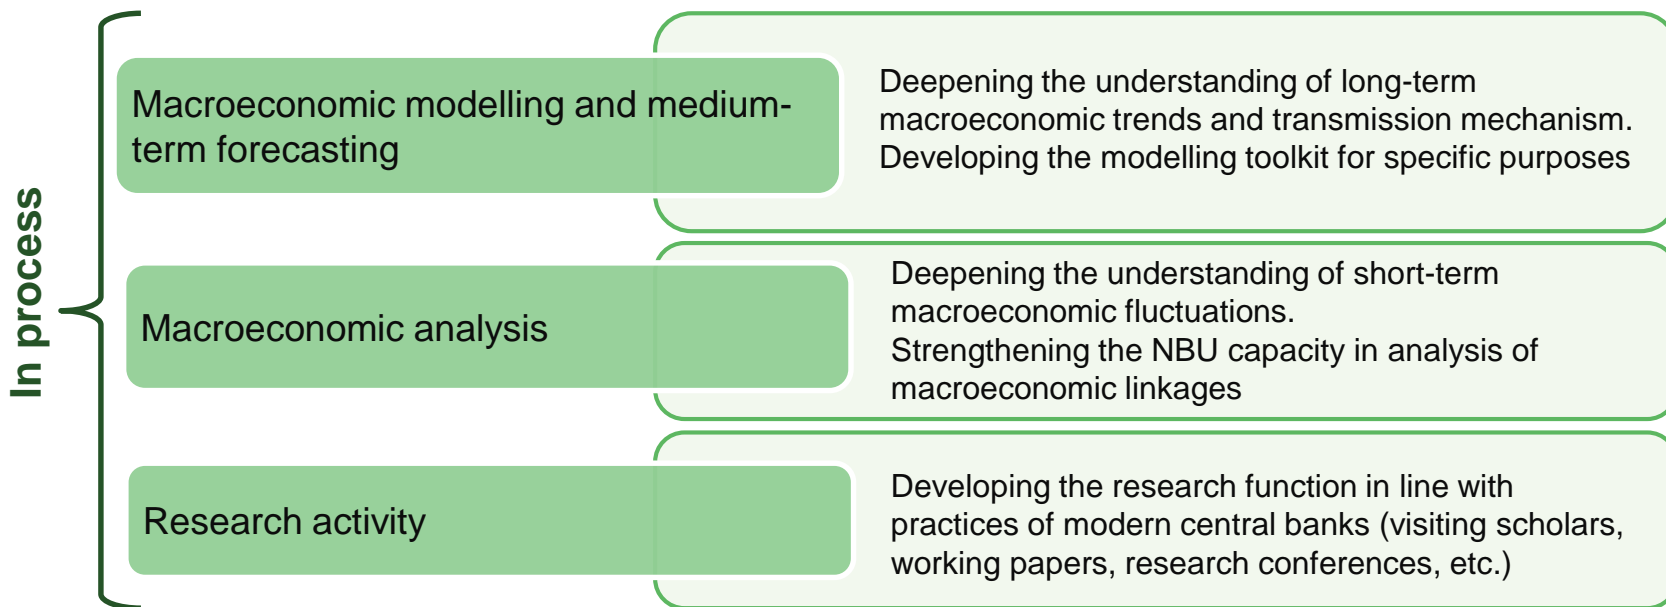 In process
Macroeconomic modelling and medium-
term forecasting
Deepening the understanding of long-term
macroeconomic trends and transmission mechanism.
Developing the modelling toolkit for specific purposes
Macroeconomic analysis
Deepening the understanding of short-term
macroeconomic fluctuations.
Strengthening the NBU capacity in analysis of
macroeconomic linkages
Research activity
Developing the research function in line with
practices of modern central banks (visiting scholars,
working papers, research conferences, etc.)